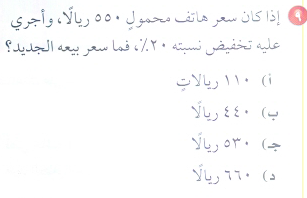 ٩ إذا كان سعر هاتف محمولٍ ٥٥٠ ريالًا، وأجري
عليه تخفيض نسبته ٢٠٪، فما سعر بيعه الجديد؟
أ) ١١٠ ريالاتٍ
ب) ٤٤٠ ريالًا
جـ) ٥٣٠ ريالًا
د) ٦٦٠ ريالًا